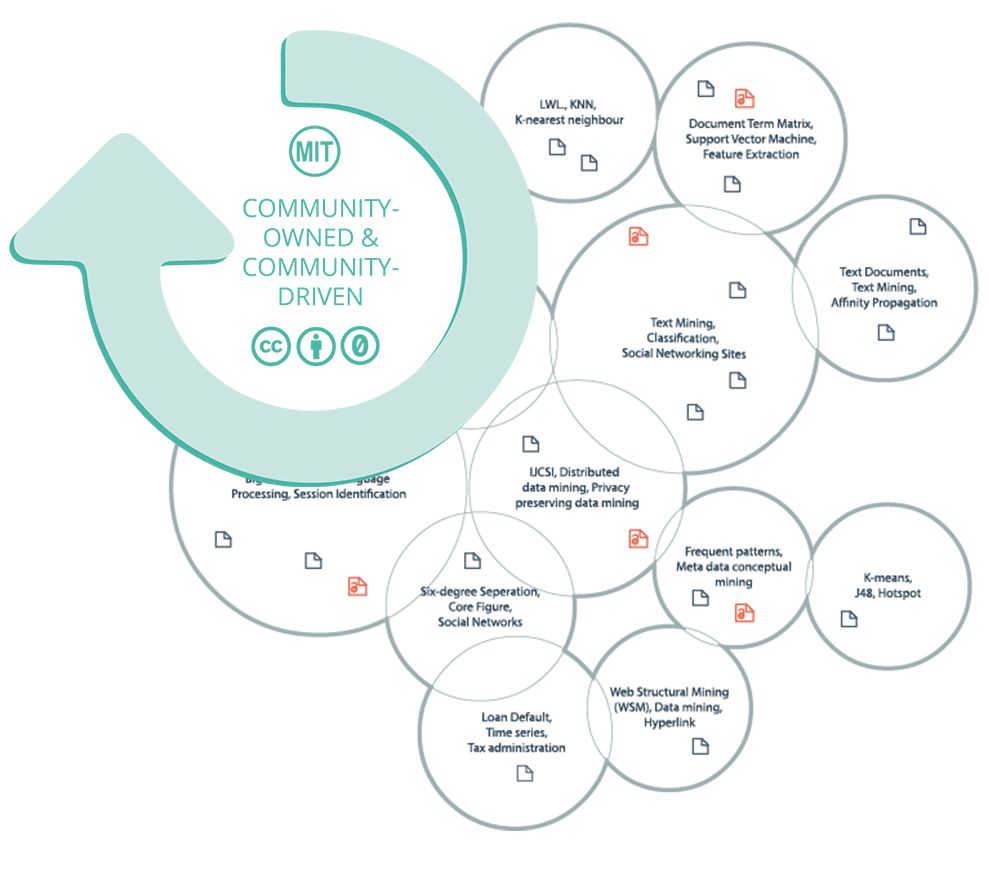 MIT
COMMUNITY-
OWNED &
COMMUNITY-
DRIVEN
cc
0
LWL, KNN,
K-nearest neighbour
Document Term Matrix,
Support Vector Machine,
Feature Extraction
Text Documents,
Text Mining,
Affinity Propagation
Text Mining,
Classification,
Social Networking Sites
IJCSI, Distributed
data mining, Privacy
preserving data mining
Processing, Session Identification
Frequent patterns,
Meta data conceptual
mining
K-means,
J48, Hotspot
Six-degree Seperation,
Core Figure,
Social Networks
Web Structural Mining
(WSM), Data mining,
Hyperlink
Loan Default,
Time series,
Tax administration